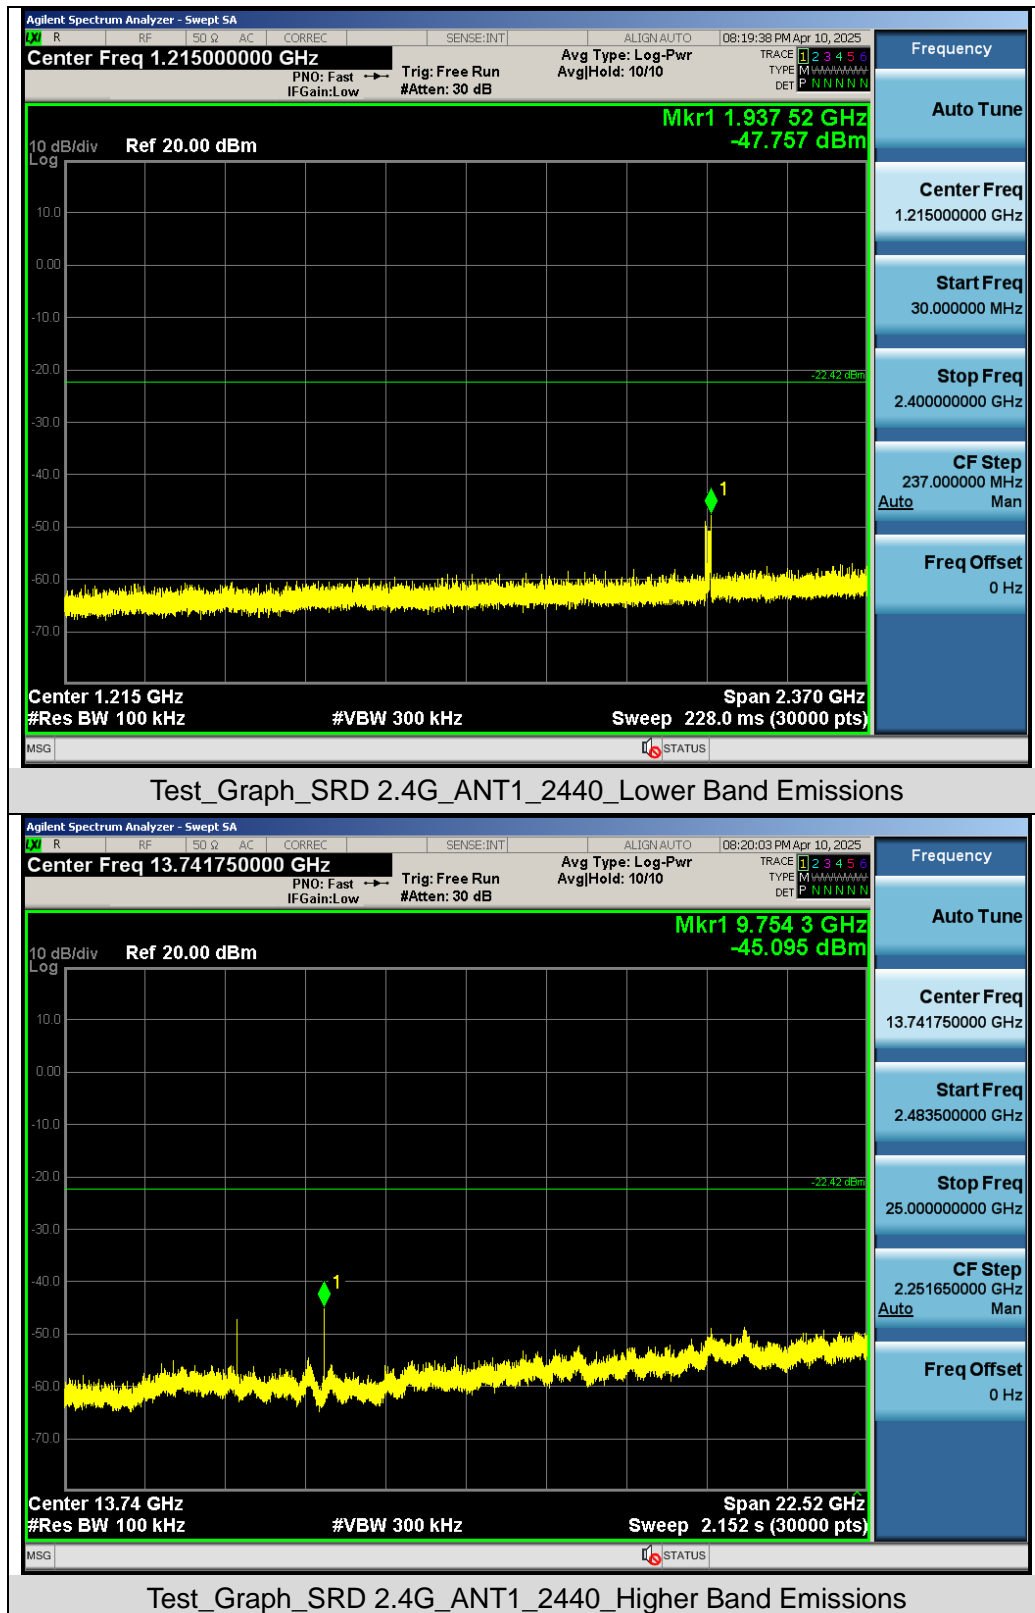 Agilent Spectrum Analyzer - Swept SA
LXI R RF 50 Ω AC CORREC SENSE:INT ALIGN AUTO 08:19:38 PM Apr 10, 2025
Center Freq 1.215000000 GHz
PNO: Fast
IFGain:Low
Trig: Free Run
#Atten: 30 dB
Avg Type: Log-Pwr
Avg|Hold: 10/10
TRACE 1 2 3 4 5 6
TYPE M WWWWW
DET P N N N N N
Frequency
Auto Tune
Center Freq
1.215000000 GHz
Start Freq
30.000000 MHz
Stop Freq
2.400000000 GHz
CF Step
237.000000 MHz
Auto Man
Freq Offset
0 Hz
Mkr1 1.937 52 GHz
-47.757 dBm
10 dB/div Ref 20.00 dBm
Log
10.0
0.00
-10.0
-20.0
-22.42 dBm
-30.0
-40.0
1
-50.0
-60.0
-70.0
Center 1.215 GHz Span 2.370 GHz
#Res BW 100 kHz #VBW 300 kHz Sweep 228.0 ms (30000 pts)
MSG STATUS
Test_Graph_SRD 2.4G_ANT1_2440_Lower Band Emissions
Agilent Spectrum Analyzer - Swept SA
LXI R RF 50 Ω AC CORREC SENSE:INT ALIGN AUTO 08:20:03 PM Apr 10, 2025
Center Freq 13.741750000 GHz
PNO: Fast
IFGain:Low
Trig: Free Run
#Atten: 30 dB
Avg Type: Log-Pwr
Avg|Hold: 10/10
TRACE 1 2 3 4 5 6
TYPE M WWWWW
DET P N N N N N
Frequency
Auto Tune
Center Freq
13.741750000 GHz
Start Freq
2.483500000 GHz
Stop Freq
25.000000000 GHz
CF Step
2.251650000 GHz
Auto Man
Freq Offset
0 Hz
Mkr1 9.754 3 GHz
-45.095 dBm
10 dB/div Ref 20.00 dBm
Log
10.0
0.00
-10.0
-20.0
-22.42 dBm
-30.0
-40.0
1
-50.0
-60.0
-70.0
Center 13.74 GHz Span 22.52 GHz
#Res BW 100 kHz #VBW 300 kHz Sweep 2.152 s (30000 pts)
MSG STATUS
Test_Graph_SRD 2.4G_ANT1_2440_Higher Band Emissions